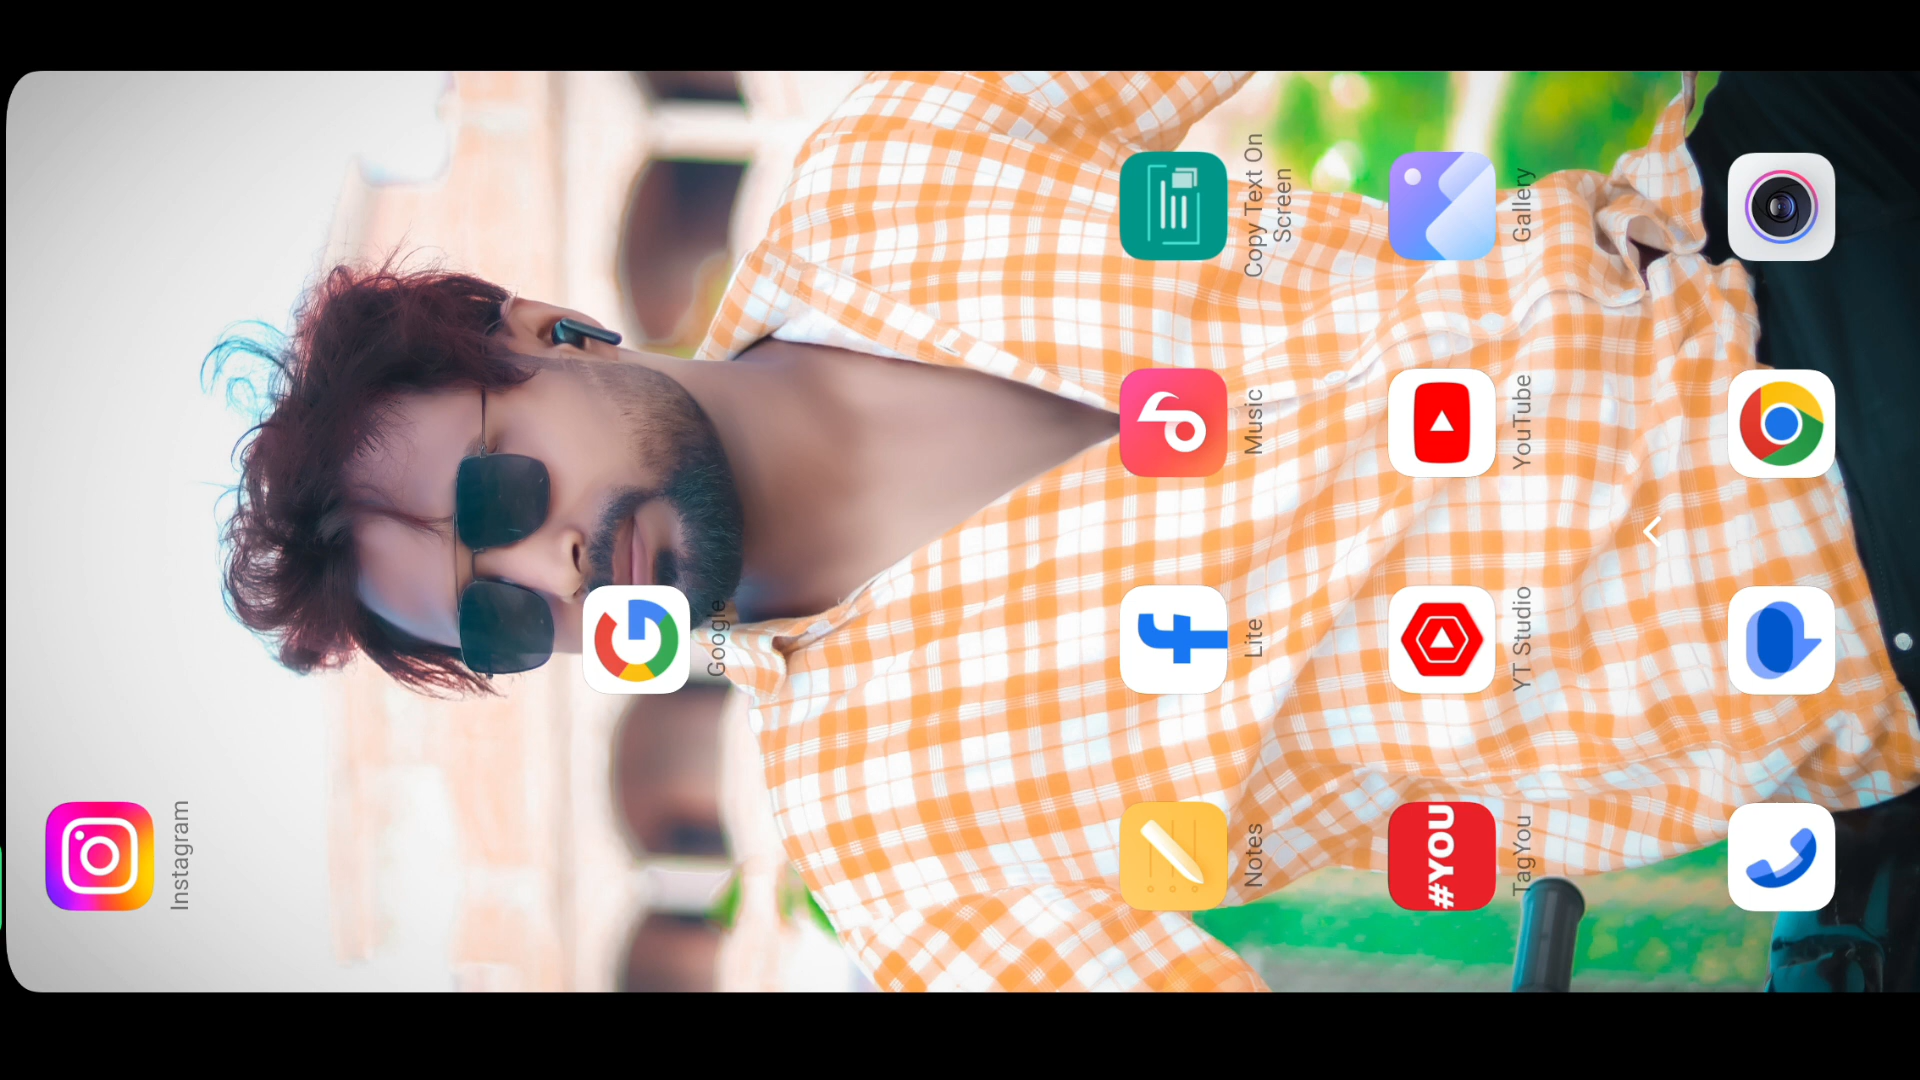 Instagram
Google
Notes
Lite
Music
Copy Text On
Screen
#YOU
TagYou
YT Studio
YouTube
Gallery